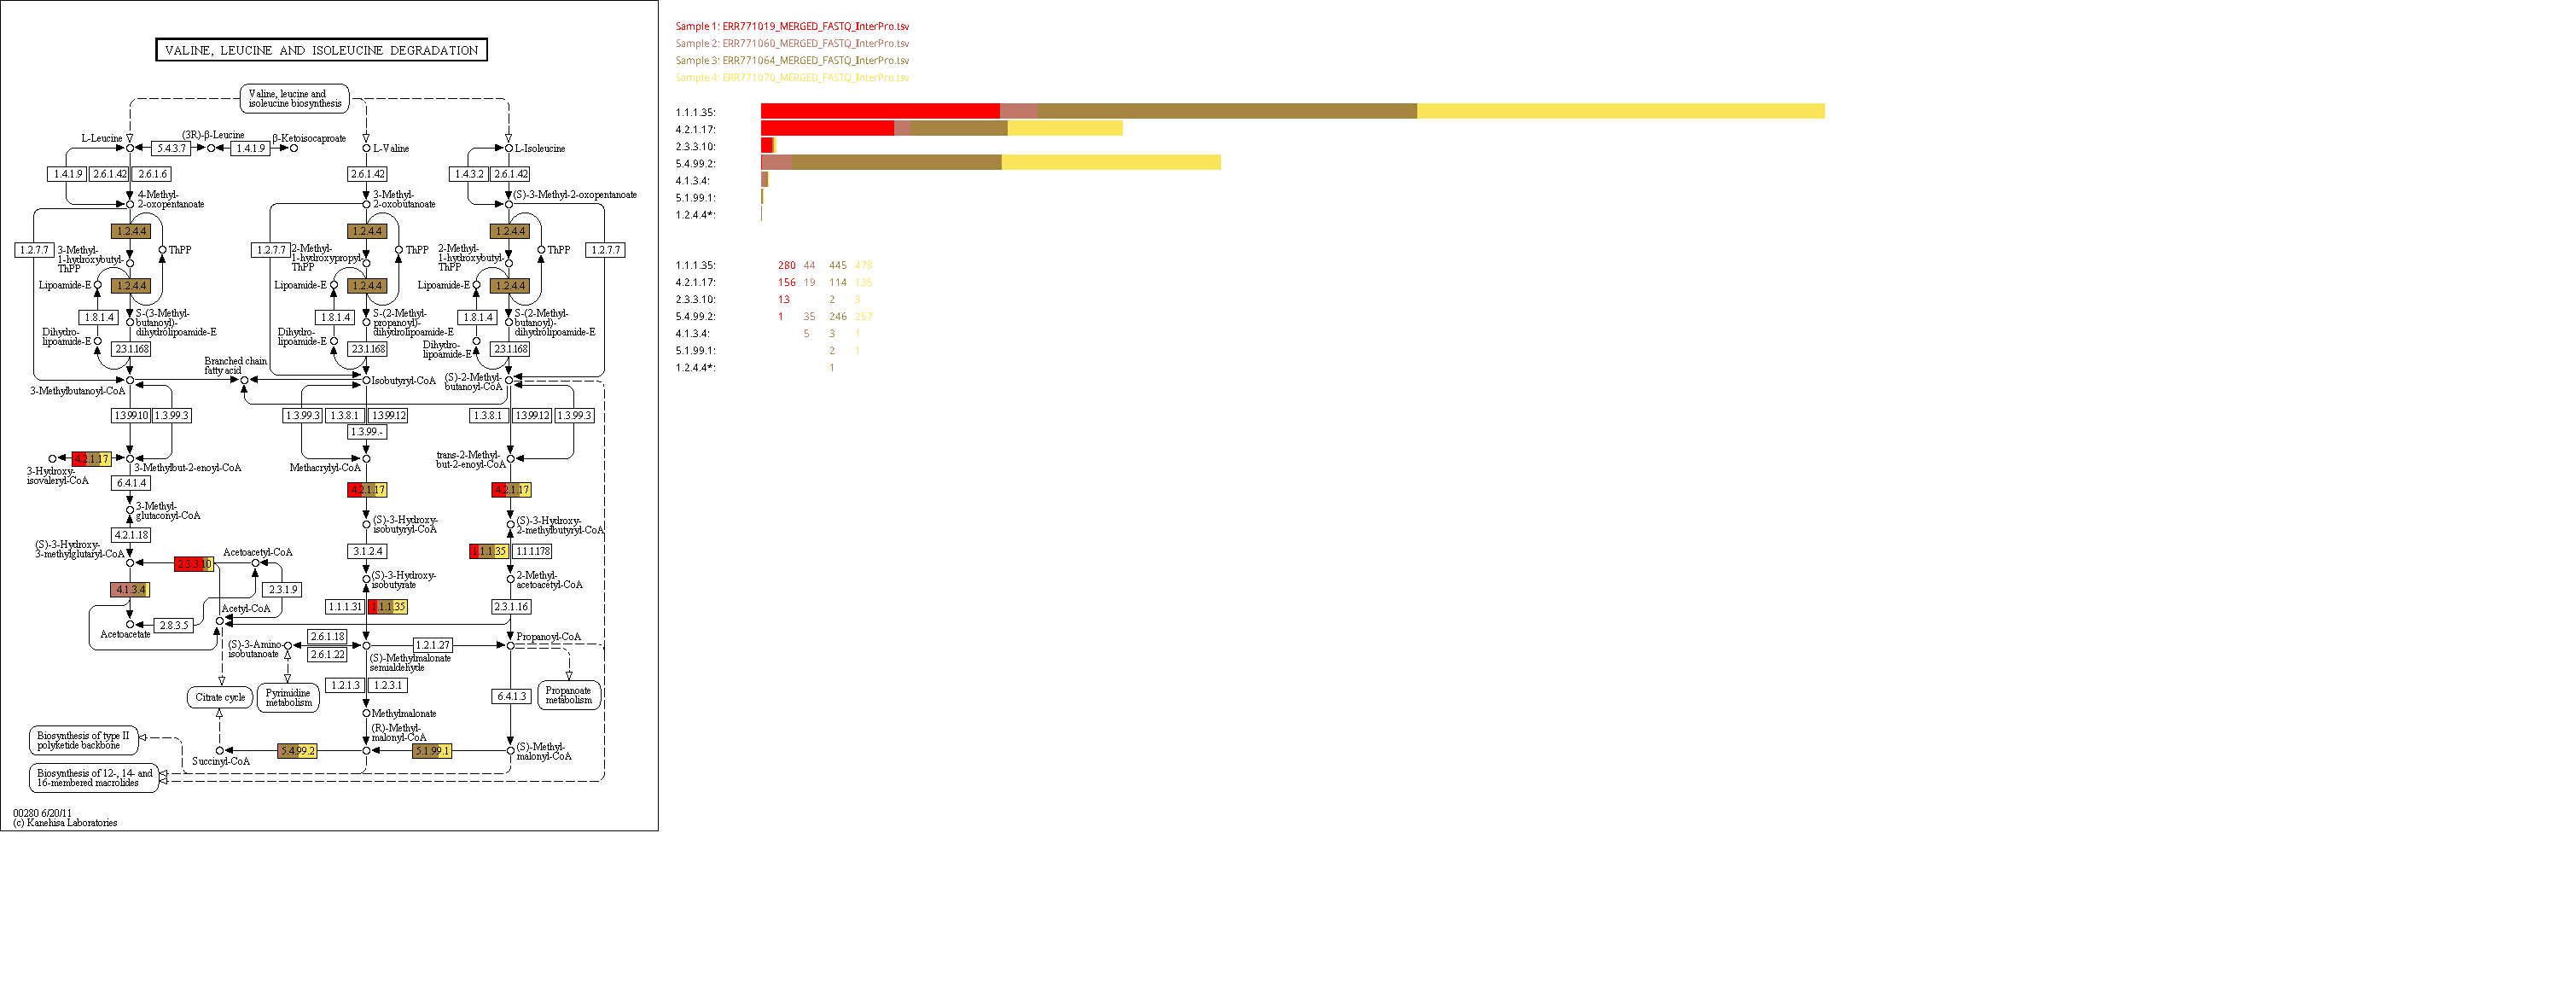 VALINE, LEUCINE AND ISOLEUCINE DEGRADATION
Valine, leucine and
isoleucine biosynthesis
L-Leucine
(3R)-β-Leucine
β-Ketoisocaproate
5.4.3.7
1.4.1.9
L-Valine
L-Isoleucine
1.4.1.9
2.6.1.42
2.6.1.6
2.6.1.42
1.4.3.2
2.6.1.42
4-Methyl-
2-oxopentanoate
3-Methyl-
2-oxobutanoate
(S)-3-Methyl-2-oxopentanoate
1.2.4.4
1.2.4.4
1.2.4.4
1.2.7.7
3-Methyl-
1-hydroxybutyl-
ThPP
ThPP
1.2.7.7
2-Methyl-
1-hydroxypropyl-
ThPP
ThPP
2-Methyl-
1-hydroxybutyl-
ThPP
ThPP
1.2.7.7
Lipoamide-E
1.2.4.4
Lipoamide-E
1.2.4.4
Lipoamide-E
1.2.4.4
1.8.1.4
S-(3-Methyl-
butanoyl)-
dihydrolipoamide-E
1.8.1.4
S-(2-Methyl-
propanoyl)-
dihydrolipoamide-E
1.8.1.4
S-(2-Methyl-
butanoyl)-
dihydrolipoamide-E
Dihydro-
lipoamide-E
2.3.1.168
Dihydro-
lipoamide-E
2.3.1.168
Dihydro-
lipoamide-E
2.3.1.168
Branched chain
fatty acid
3-Methylbutanoyl-CoA
Isobutyryl-CoA
(S)-2-Methyl-
butanoyl-CoA
1.3.99.10
1.3.99.3
1.3.99.3
1.3.8.1
1.3.99.12
1.3.99.-
1.3.8.1
1.3.99.12
1.3.99.3
4.2.1.17
3-Hydroxy-
isovaleryl-CoA
3-Methylbut-2-enoyl-CoA
Methacrylyl-CoA
trans-2-Methyl-
but-2-enoyl-CoA
6.4.1.4
4.2.1.17
4.2.1.17
3-Methyl-
glutaconyl-CoA
(S)-3-Hydroxy-
isobutyryl-CoA
(S)-3-Hydroxy-
2-methylbutyryl-CoA
4.2.1.18
(S)-3-Hydroxy-
3-methylglutaryl-CoA
Acetoacetyl-CoA
3.1.2.4
1.1.1.35
1.1.1.178
2.3.3.10
4.1.3.4
2.3.1.9
(S)-3-Hydroxy-
isobutyrate
2-Methyl-
acetoacetyl-CoA
Acetyl-CoA
1.1.1.31
1.1.1.35
2.3.1.16
2.8.3.5
Acetoacetate
2.6.1.18
(S)-3-Amino-
isobutanoate
2.6.1.22
1.2.1.27
Propanoyl-CoA
(S)-Methylmalonate
semialdehyde
1.2.1.3
1.2.3.1
Citrate cycle
Pyrimidine
metabolism
6.4.1.3
Propanoate
metabolism
Methylmalonate
(R)-Methyl-
malonyl-CoA
Biosynthesis of type II
polyketide backbone
5.4.99.2
5.1.99.1
Succinyl-CoA
(S)-Methyl-
malonyl-CoA
Biosynthesis of 12-, 14- and
16-membered macrolides
00280 6/20/11
(c) Kanehisa Laboratories
Sample 1: ERR771019_MERGED_FASTQ_InterPro.tsv
Sample 2: ERR771060_MERGED_FASTQ_InterPro.tsv
Sample 3: ERR771064_MERGED_FASTQ_InterPro.tsv
Sample 4: ERR771070_MERGED_FASTQ_InterPro.tsv
1.1.1.35:
4.2.1.17:
2.3.3.10:
5.4.99.2:
4.1.3.4:
5.1.99.1:
1.2.4.4*:
1.1.1.35: 280 44 445 478
4.2.1.17: 156 19 114 135
2.3.3.10: 13 2 3
5.4.99.2: 1 35 246 257
4.1.3.4: 5 3 1
5.1.99.1: 2 1
1.2.4.4*: 1